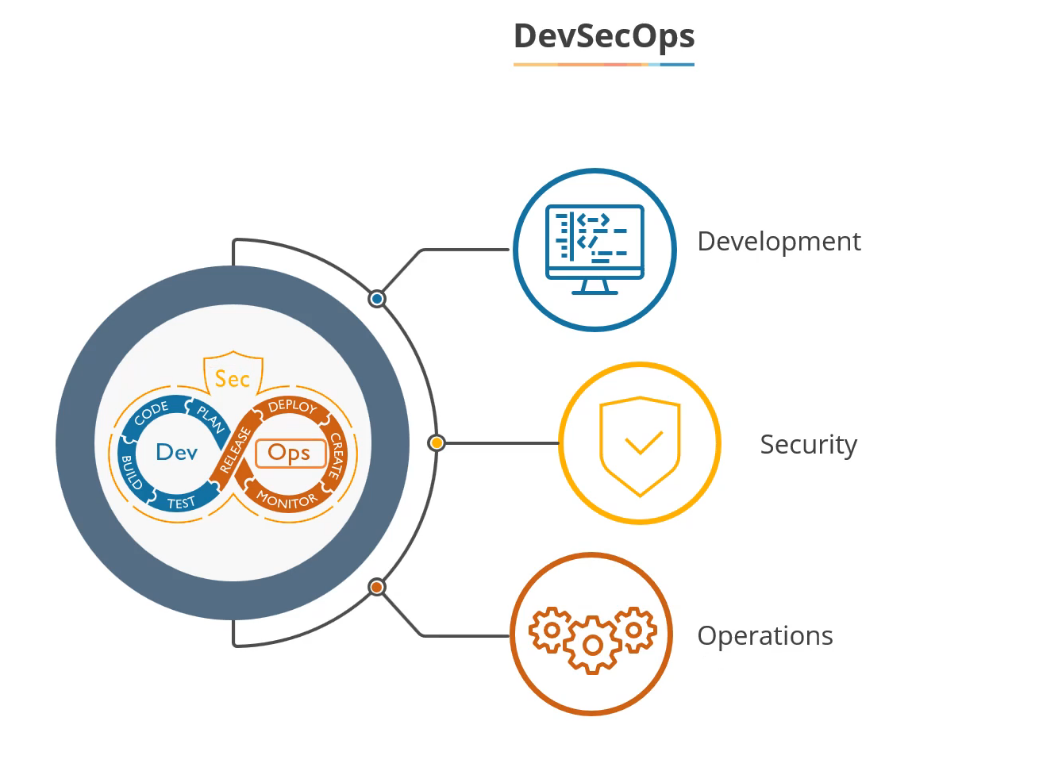 DevSecOps
Development
Sec
CODE
PLAN
DEPLOY
CREATE
RELEASE
Dev
Ops
BUILD
TEST
MONITOR
Security
Operations